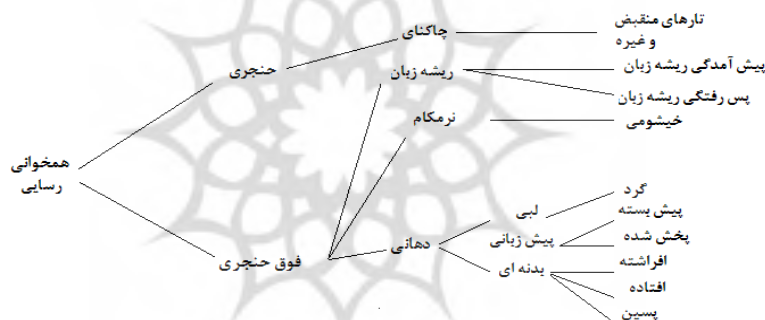 همخوانی
رسایی
حنجری
فوق حنجری
چاکنای
ریشه زبان
نرمکام
دهانی
لبی
پیش زبانی
بدنه ای
تارهای منقبض
و غیره
پیش آمدگی ریشه زبان
پس رفتگی ریشه زبان
خیشومی
گرد
پیش بسته
پخش شده
افراشته
افتاده
پسین